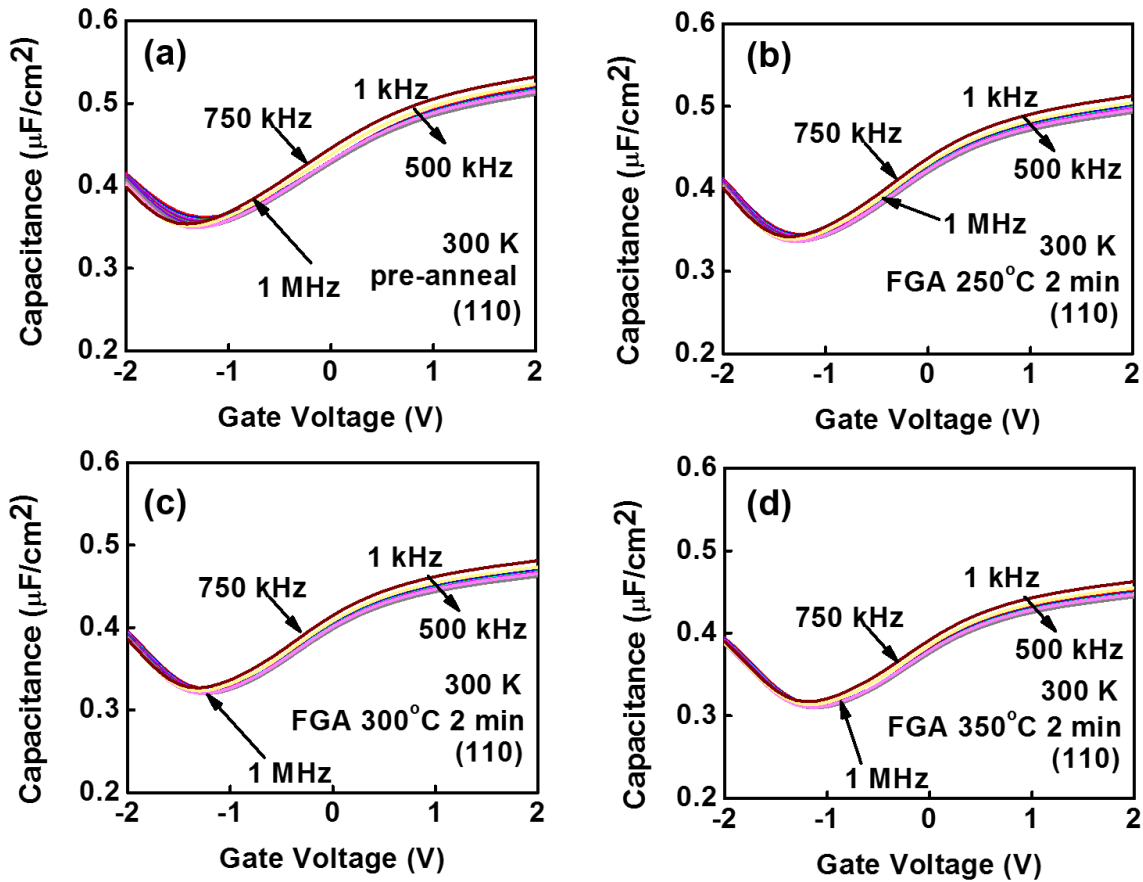 (a)
Capacitance (μF/cm2)
0.6
0.5
0.4
0.3
0.2
1 kHz
750 kHz
500 kHz
1 MHz
300 K
pre-anneal
(110)
-2
-1
0
1
2
Gate Voltage (V)
(b)
Capacitance (μF/cm2)
0.6
0.5
0.4
0.3
0.2
1 kHz
750 kHz
500 kHz
1 MHz
300 K
FGA 250°C 2 min
(110)
-2
-1
0
1
2
Gate Voltage (V)
(c)
Capacitance (μF/cm2)
0.6
0.5
0.4
0.3
0.2
1 kHz
750 kHz
500 kHz
300 K
FGA 300°C 2 min
(110)
1 MHz
-2
-1
0
1
2
Gate Voltage (V)
(d)
Capacitance (μF/cm2)
0.6
0.5
0.4
0.3
0.2
1 kHz
750 kHz
500 kHz
300 K
FGA 350°C 2 min
(110)
1 MHz
-2
-1
0
1
2
Gate Voltage (V)